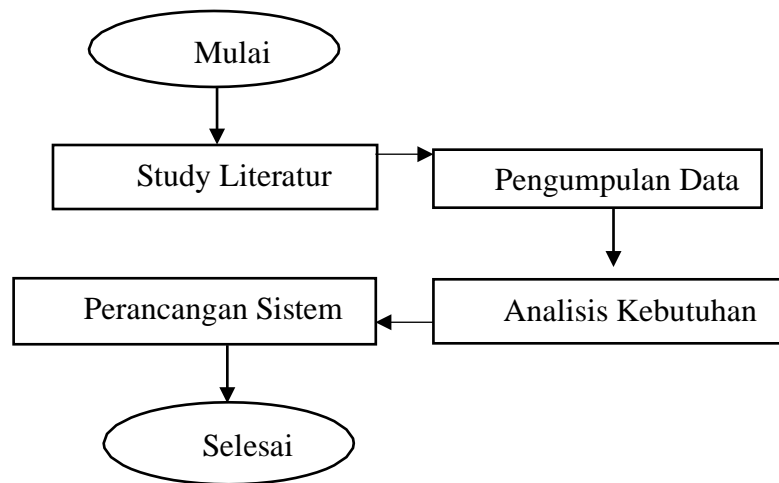 Mulai
Study Literatur
Pengumpulan Data
Analisis Kebutuhan
Perancangan Sistem
Selesai